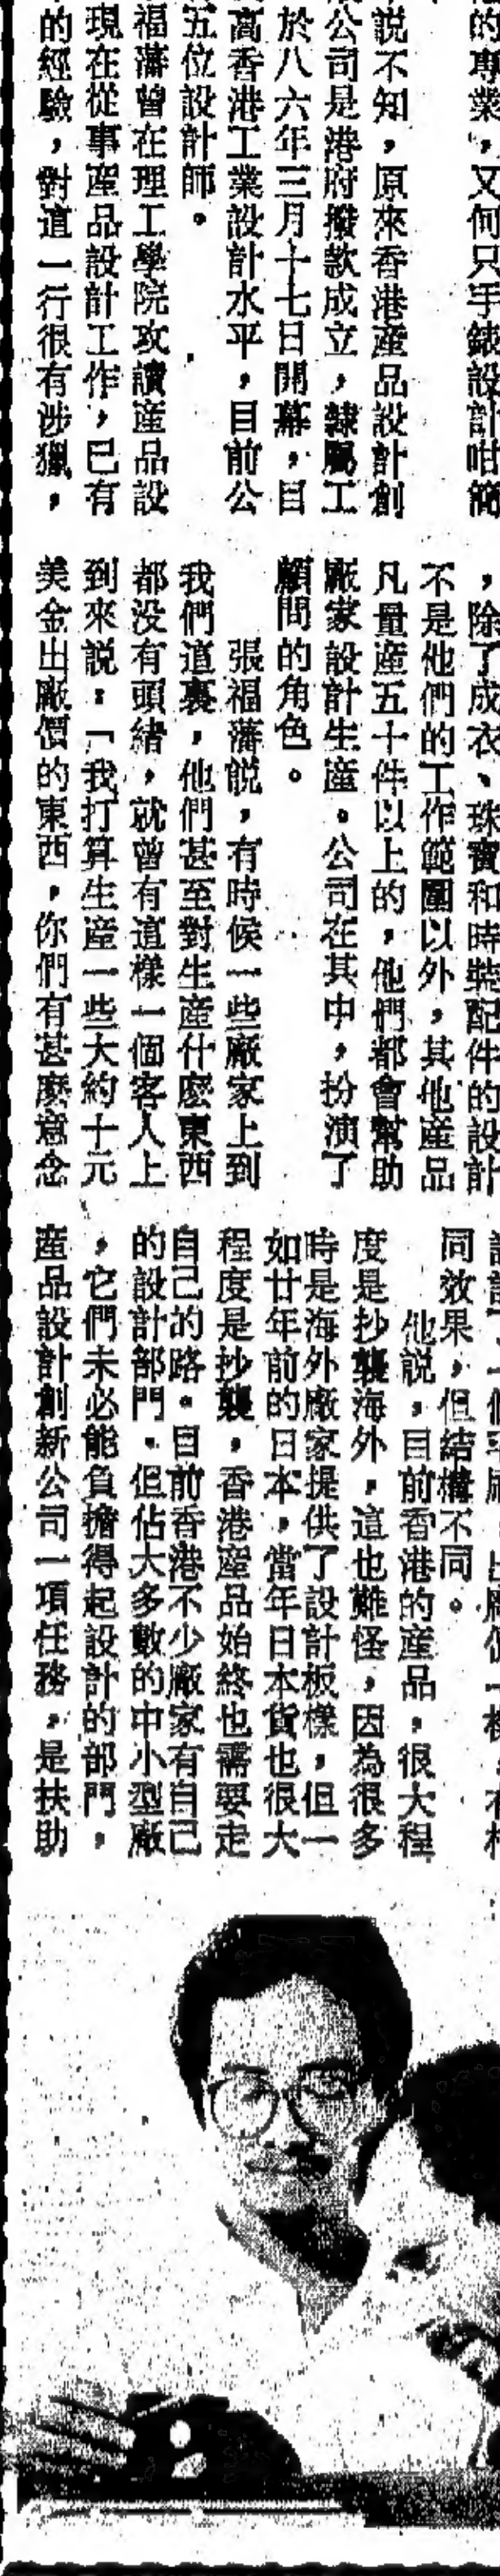 的專業，又何只手錶設計咁簡
説不知，原來香港產品設計創
公司是港府撥款成立，隸屬工
於八六年三月十七日開幕，目
高香港工業設計水平，目前公
五位設計師。
福藩曾在理工學院攻讀產品設
現在從事產品設計工作，已有
的經驗，對這一行很有涉獵，
，除了成衣、珠寶和時裝配件的設計
不是他們的工作範圍以外，其他產品
凡量產五十件以上的，他們都會幫助
廠家設計生產。公司在其中，扮演了
顧問的角色。
張福藩説，有時候一些廠家上到
我們這裏，他們甚至對生產什麼東西
都沒有頭緒，就曾有這樣一個客人上
到來説：「我打算生產一些大約十元
美金出廠價的東西，你們有甚麼意念
同效果，但結構不同。
他説，目前香港的產品，很大程
度是抄襲海外，這也難怪，因為很多
時是海外廠家提供了設計板樣，但一
如廿年前的日本，當年日本貨也很大
程度是抄襲，香港產品始終也需要走
自己的路。目前香港不少廠家有自己
的設計部門。但佔大多數的中小型廠
，它們未必能負擔得起設計的部門，
產品設計創新公司一項任務，是扶助